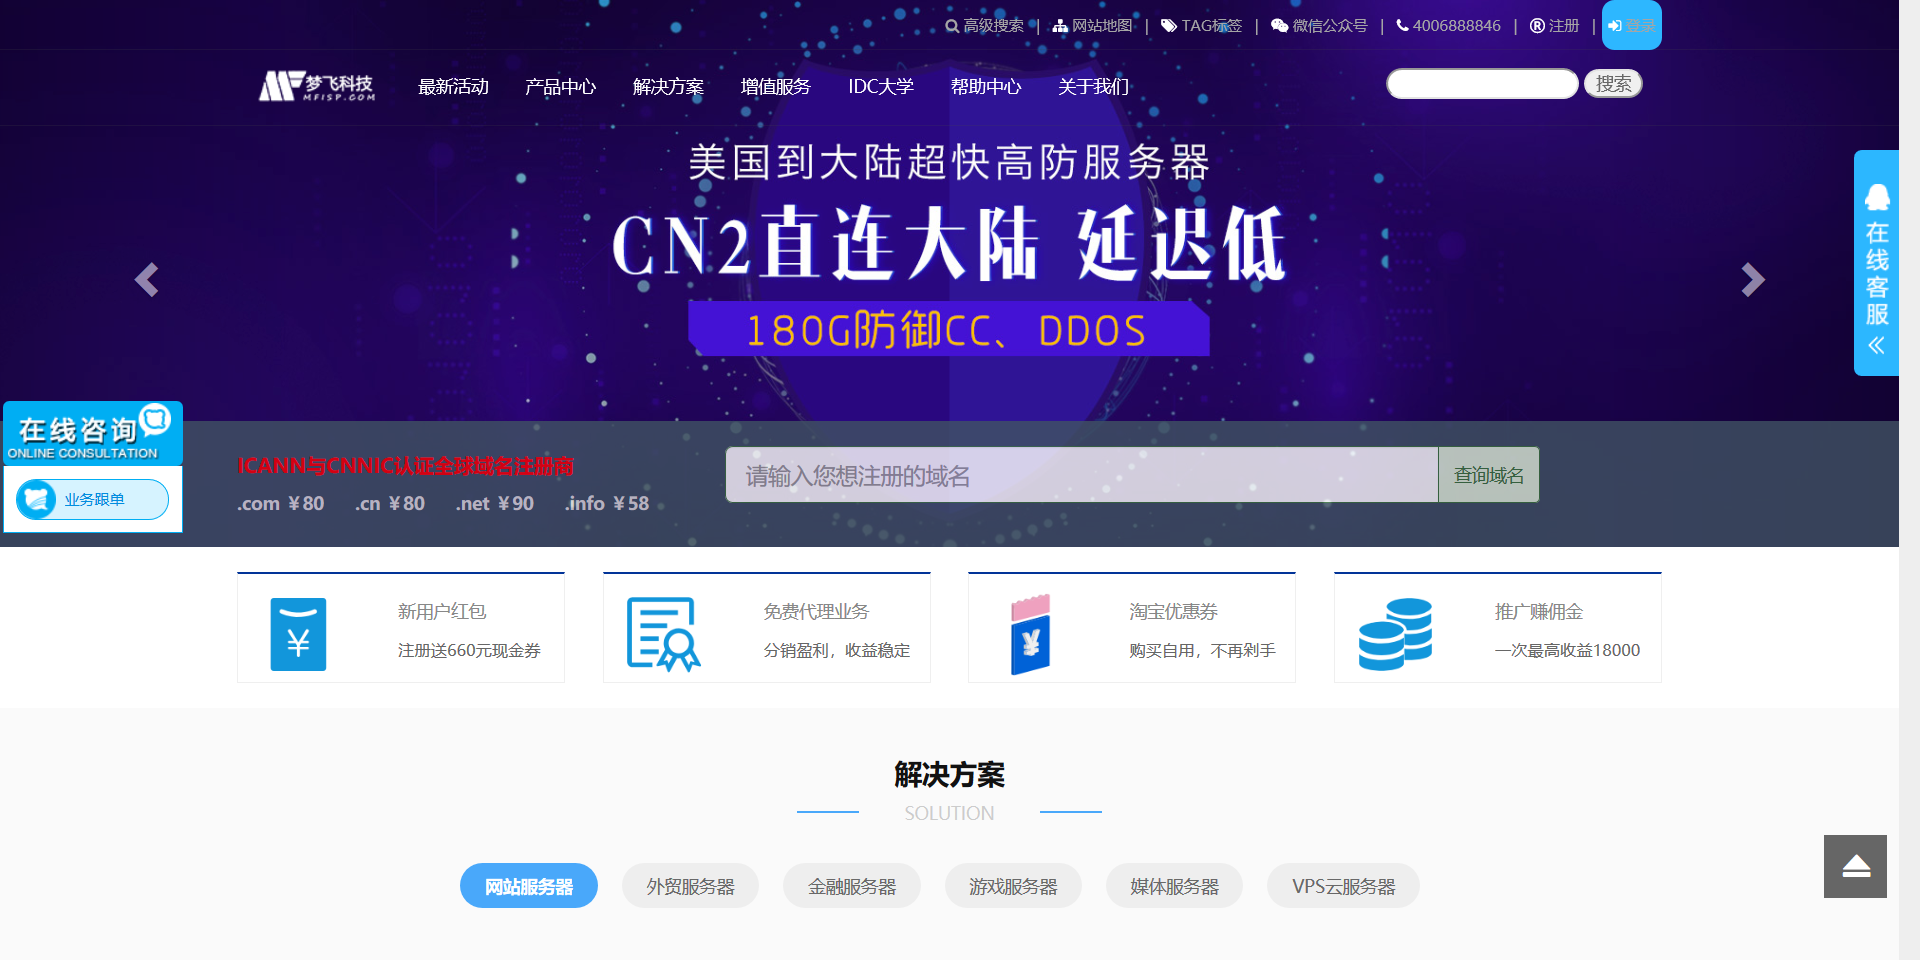 高级搜索 | 网站地图 | TAG标签 | 微信公众号 | 4006888846 | 注册 | 登录
梦飞科技
MFISP.COM
最新活动 产品中心 解决方案 增值服务 IDC大学 帮助中心 关于我们
搜索
美国到大陆超快高防服务器
CN2直连大陆 延迟低
180G防御CC、DDOS
在线客服
在线咨询
ONLINE CONSULTATION
业务跟单
ICANN与CNNIC认证全球域名注册商
.com ¥80 .cn ¥80 .net ¥90 .info ¥58
请输入您想注册的域名
查询域名
新用户红包
注册送660元现金券
免费代理业务
分销盈利，收益稳定
淘宝优惠券
购买自用，不再剁手
推广赚佣金
一次最高收益18000
解决方案
SOLUTION
网站服务器 外贸服务器 金融服务器 游戏服务器 媒体服务器 VPS云服务器